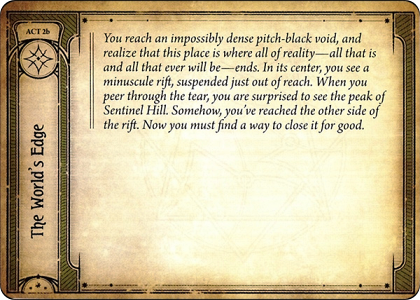 ACT 2b
The World's Edge
You reach an impossibly dense pitch-black void, and
realize that this place is where all of reality—all that is
and all that ever will be—ends. In its center, you see a
minuscule rift, suspended just out of reach. When you
peer through the tear, you are surprised to see the peak of
Sentinel Hill. Somehow, you've reached the other side of
the rift. Now you must find a way to close it for good.